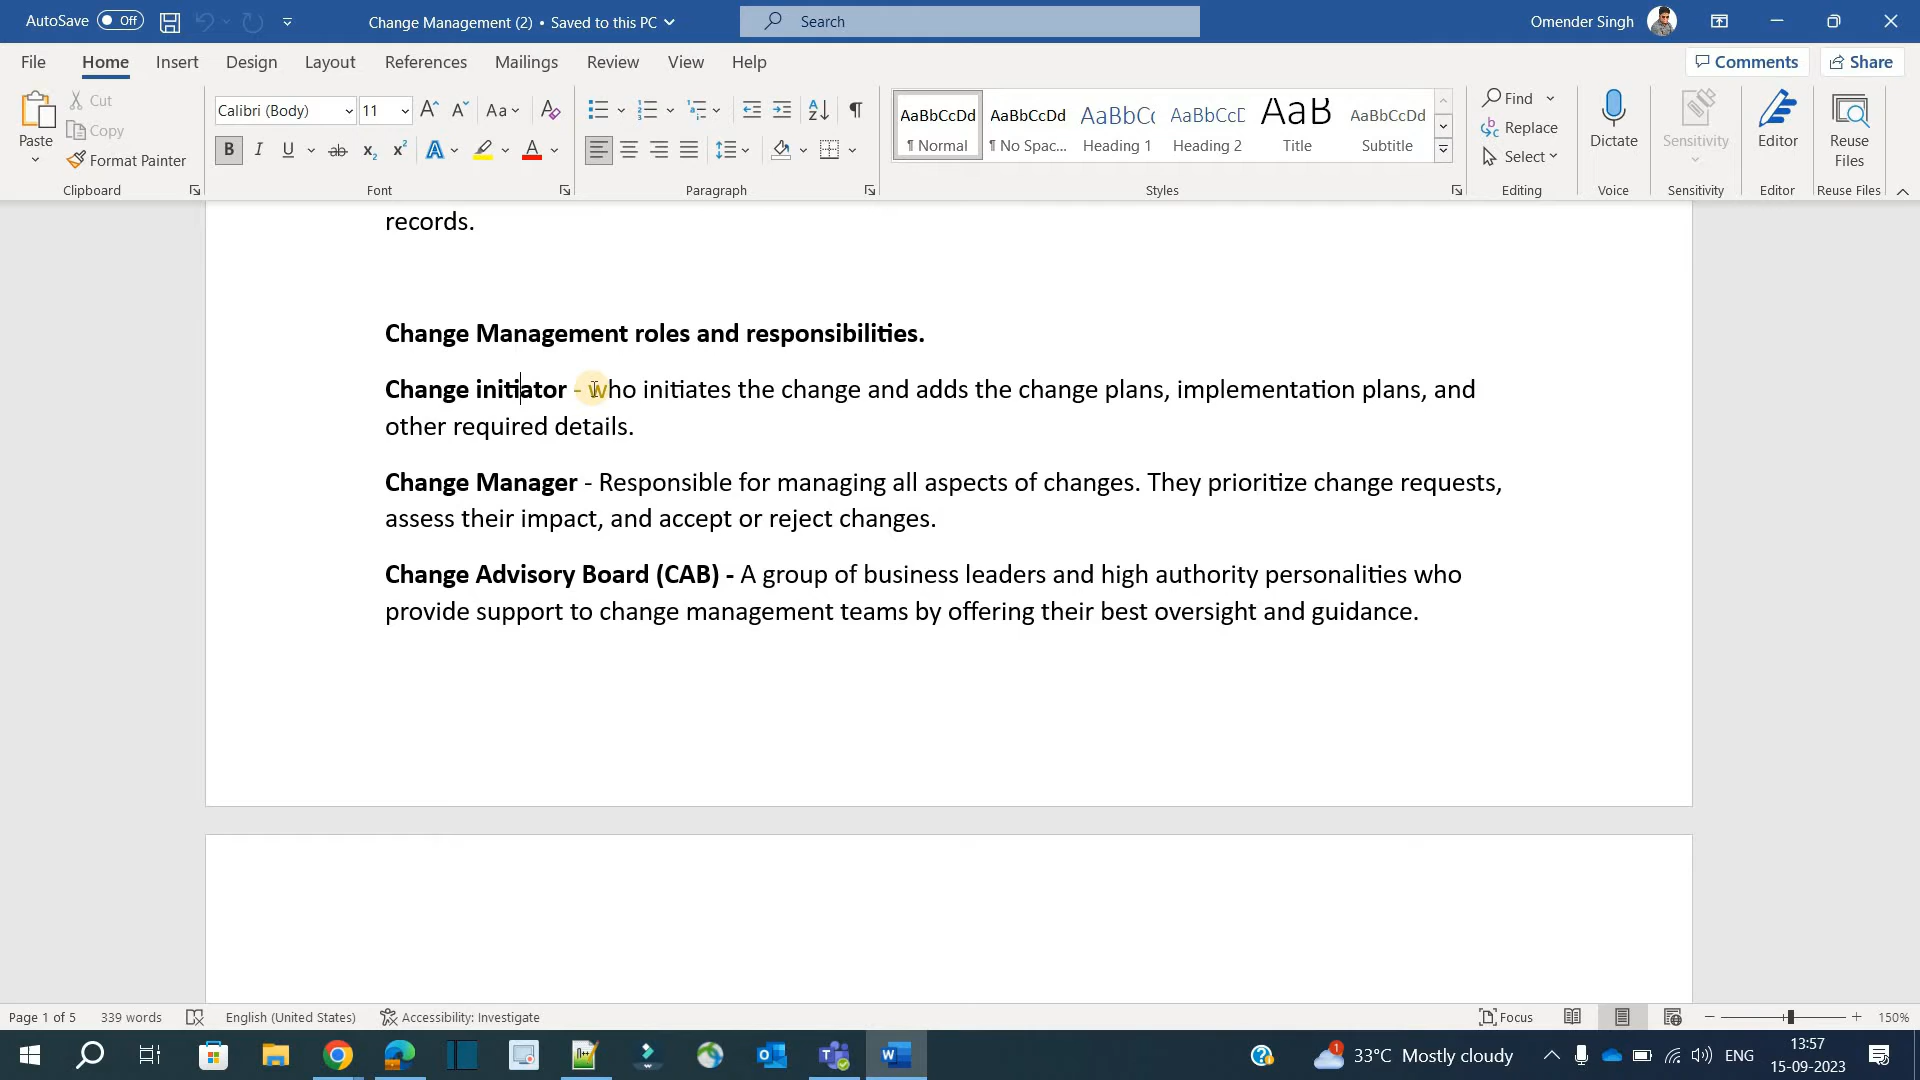 AutoSave Off Change Management (2) • Saved to this PC Search Omender Singh
File Home Insert Design Layout References Mailings Review View Help Comments Share
Paste Cut Copy Format Painter Clipboard
Calibri (Body) 11 Aa
B I U ab x₂ x² A A Font
Paragraph
AaBbCcDd AaBbCcDd AaBbCc AaBbCcD AaB AaBbCcDd
¶ Normal ¶ No Spac... Heading 1 Heading 2 Title Subtitle
Styles
Find Replace Select Editing
Dictate Voice
Sensitivity Sensitivity
Editor Editor
Reuse Files Reuse Files
records.
Change Management roles and responsibilities.
Change initiator - who initiates the change and adds the change plans, implementation plans, and
other required details.
Change Manager - Responsible for managing all aspects of changes. They prioritize change requests,
assess their impact, and accept or reject changes.
Change Advisory Board (CAB) - A group of business leaders and high authority personalities who
provide support to change management teams by offering their best oversight and guidance.
Page 1 of 5 339 words English (United States) Accessibility: Investigate Focus 150%
33°C Mostly cloudy ENG 13:57
15-09-2023